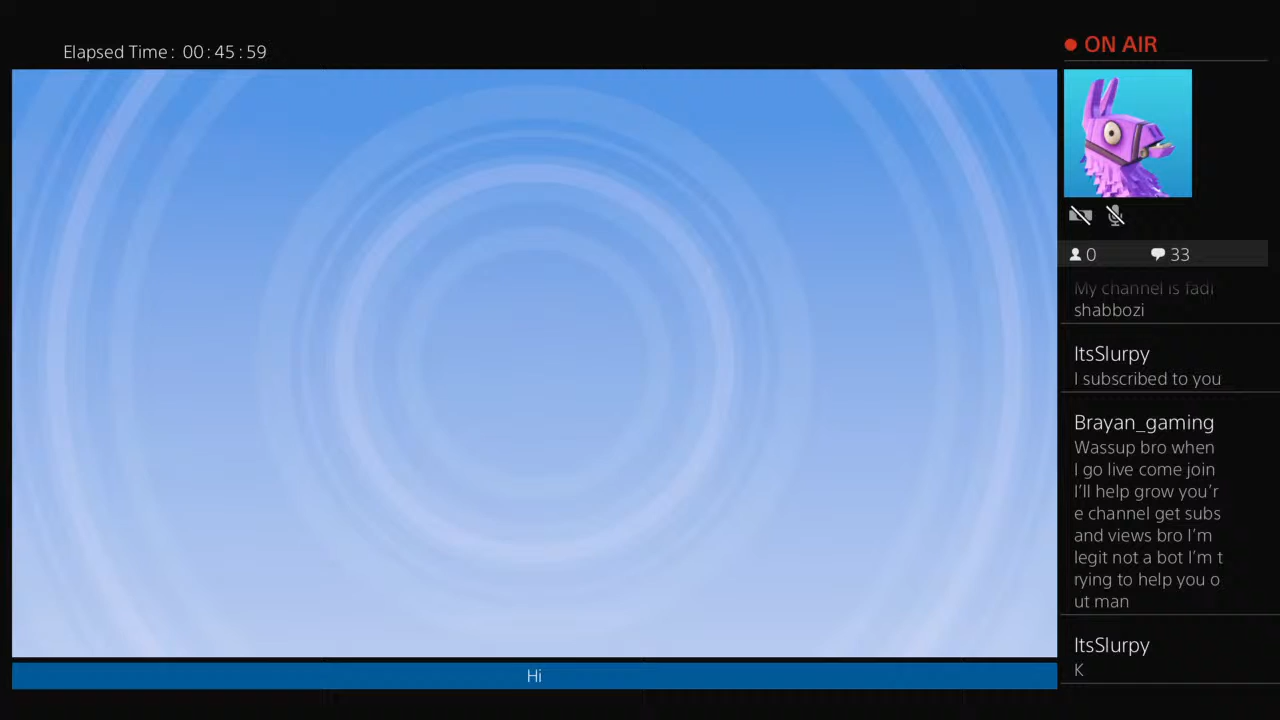 Elapsed Time: 00:45:59
ON AIR
0 33
My channel is fadi
shabbozi
ItsSlurpy
I subscribed to you
Brayan_gaming
Wassup bro when
I go live come join
I’ll help grow you’r
e channel get subs
and views bro I’m
legit not a bot I’m t
rying to help you o
ut man
ItsSlurpy
K
Hi